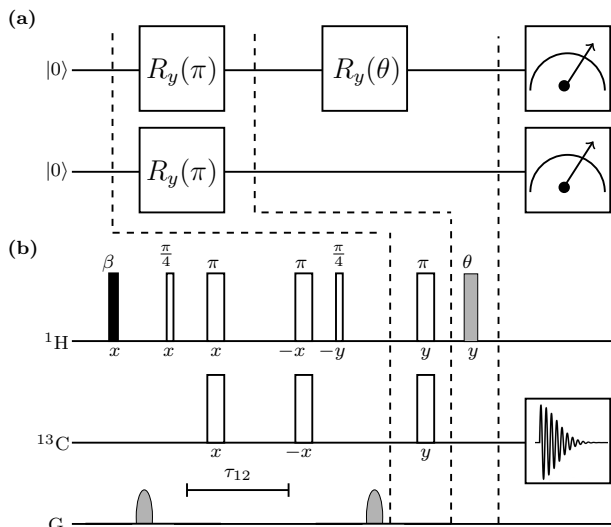 (a)
|0⟩ R_y(π) R_y(θ)
|0⟩ R_y(π)
(b)
β π/4 π π π/4 π θ
¹H
x x x −x −y y y
¹³C
x −x y
τ₁₂
G